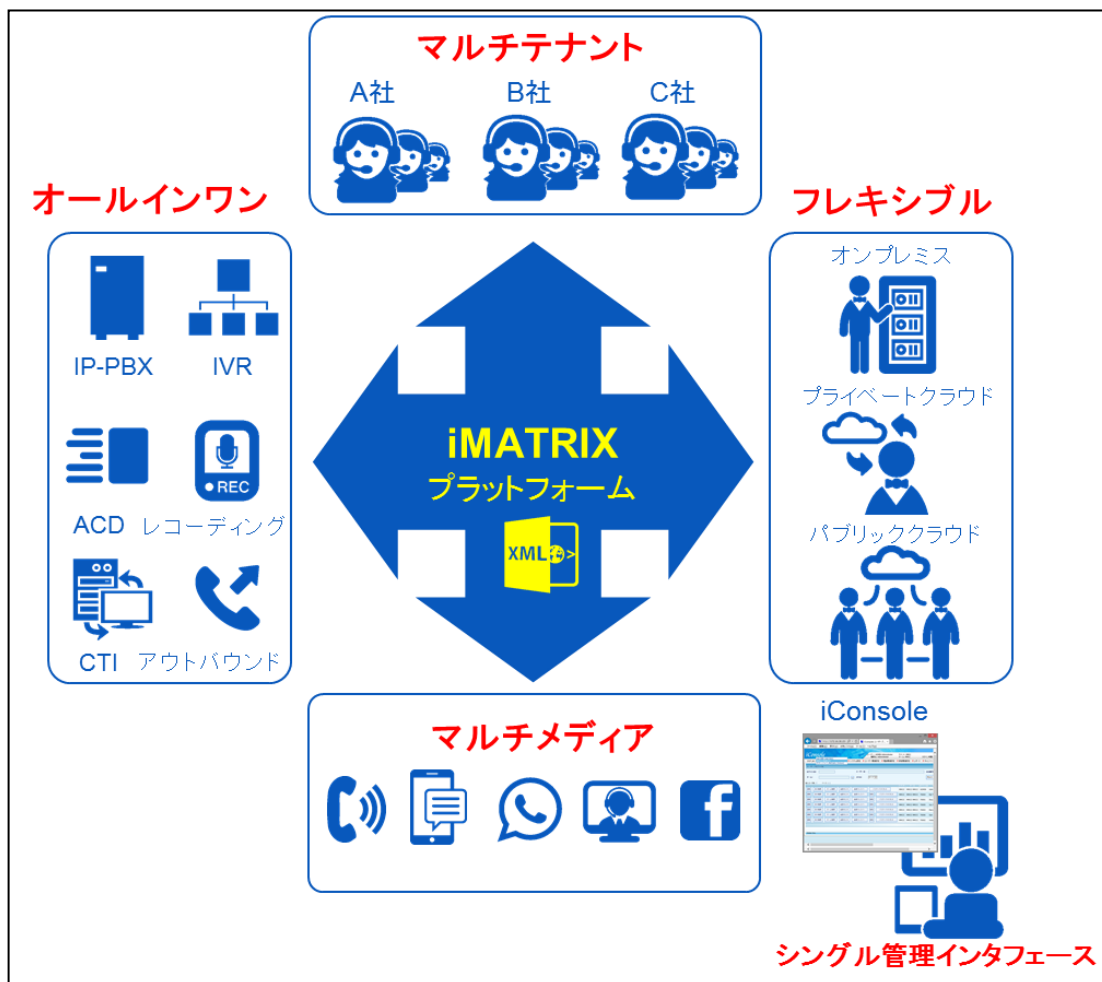 マルチテナント
A社
B社
C社
オールインワン
IP-PBX
IVR
ACD
レコーディング
REC
CTI
アウトバウンド
iMATRIX
プラットフォーム
XML
フレキシブル
オンプレミス
プライベートクラウド
パブリッククラウド
マルチメディア
iConsole
シングル管理インタフェース